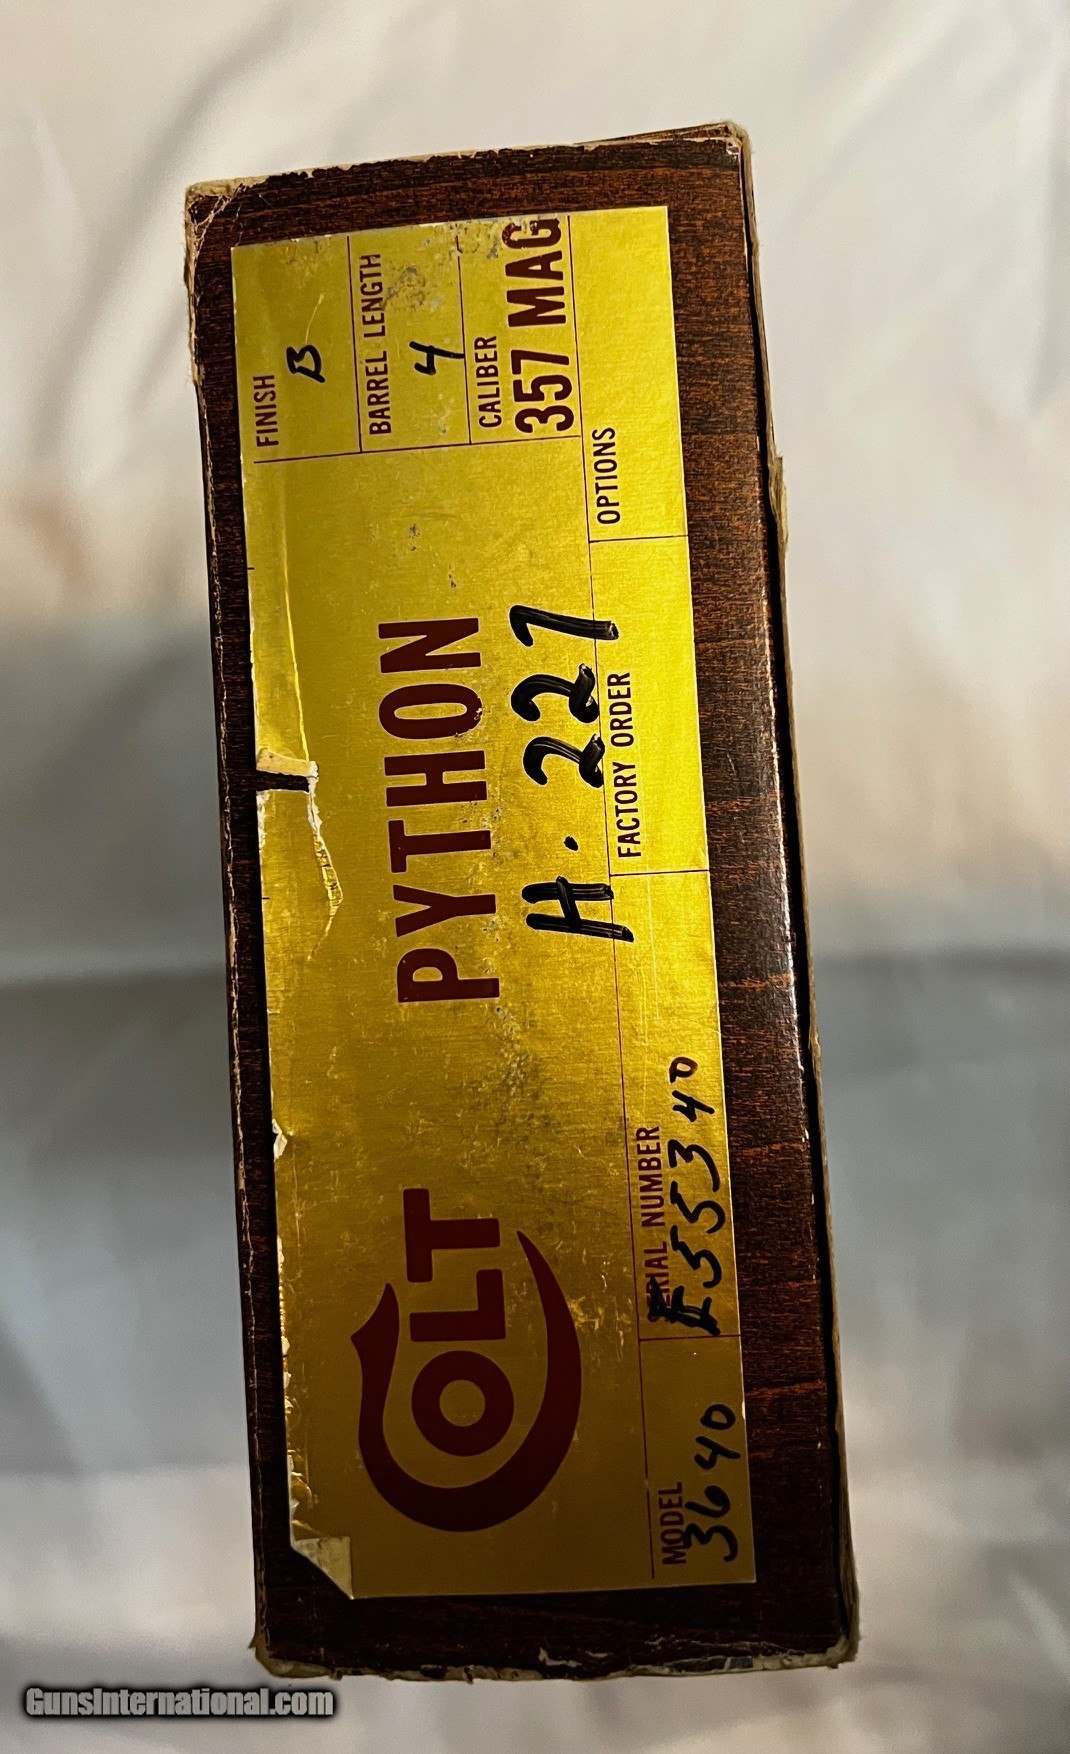 COLT PYTHON
FINISH
B
BARREL LENGTH
4
CALIBER
357 MAG
H. 227
MODEL
3640
SERIAL NUMBER
E55340
FACTORY ORDER
OPTIONS
GunsInternational.com